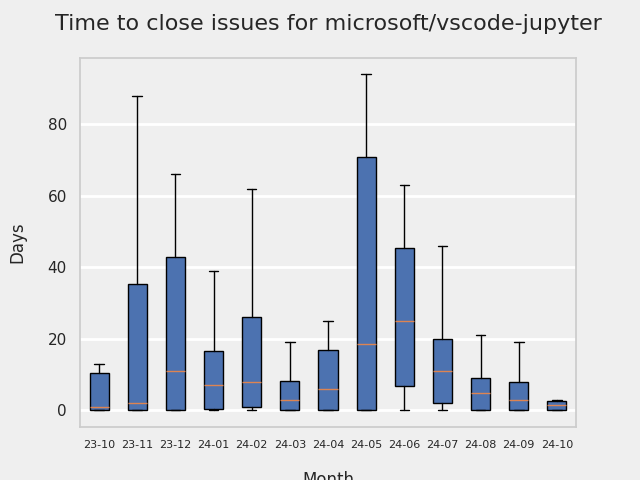 Time to close issues for microsoft/vscode-jupyter
Days
80
60
40
20
0
23-10 23-11 23-12 24-01 24-02 24-03 24-04 24-05 24-06 24-07 24-08 24-09 24-10
Month